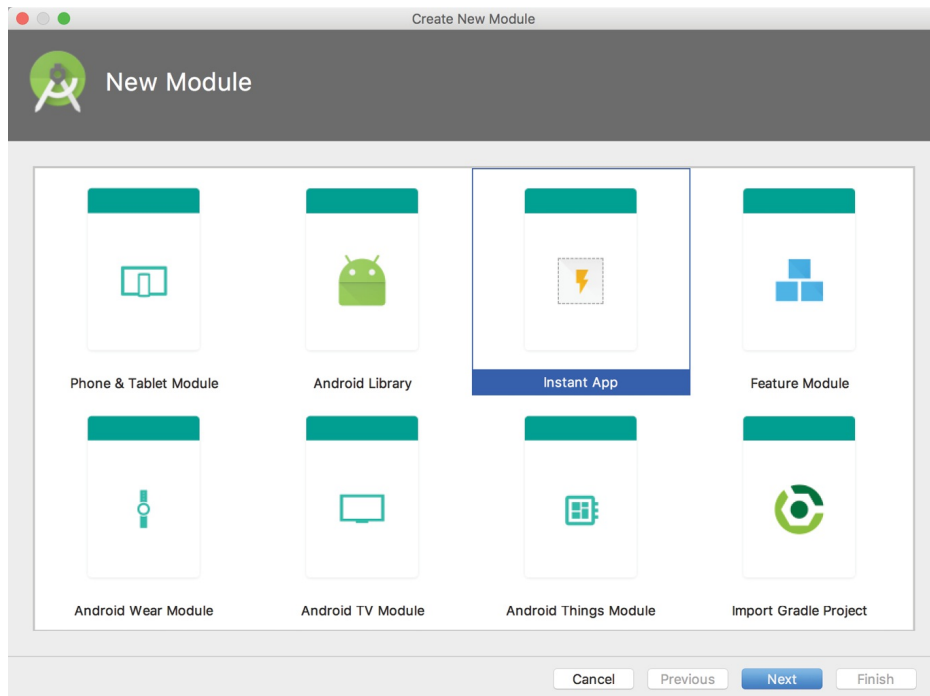 Create New Module
New Module
Phone & Tablet Module
Android Library
Instant App
Feature Module
Android Wear Module
Android TV Module
Android Things Module
Import Gradle Project
Cancel
Previous
Next
Finish